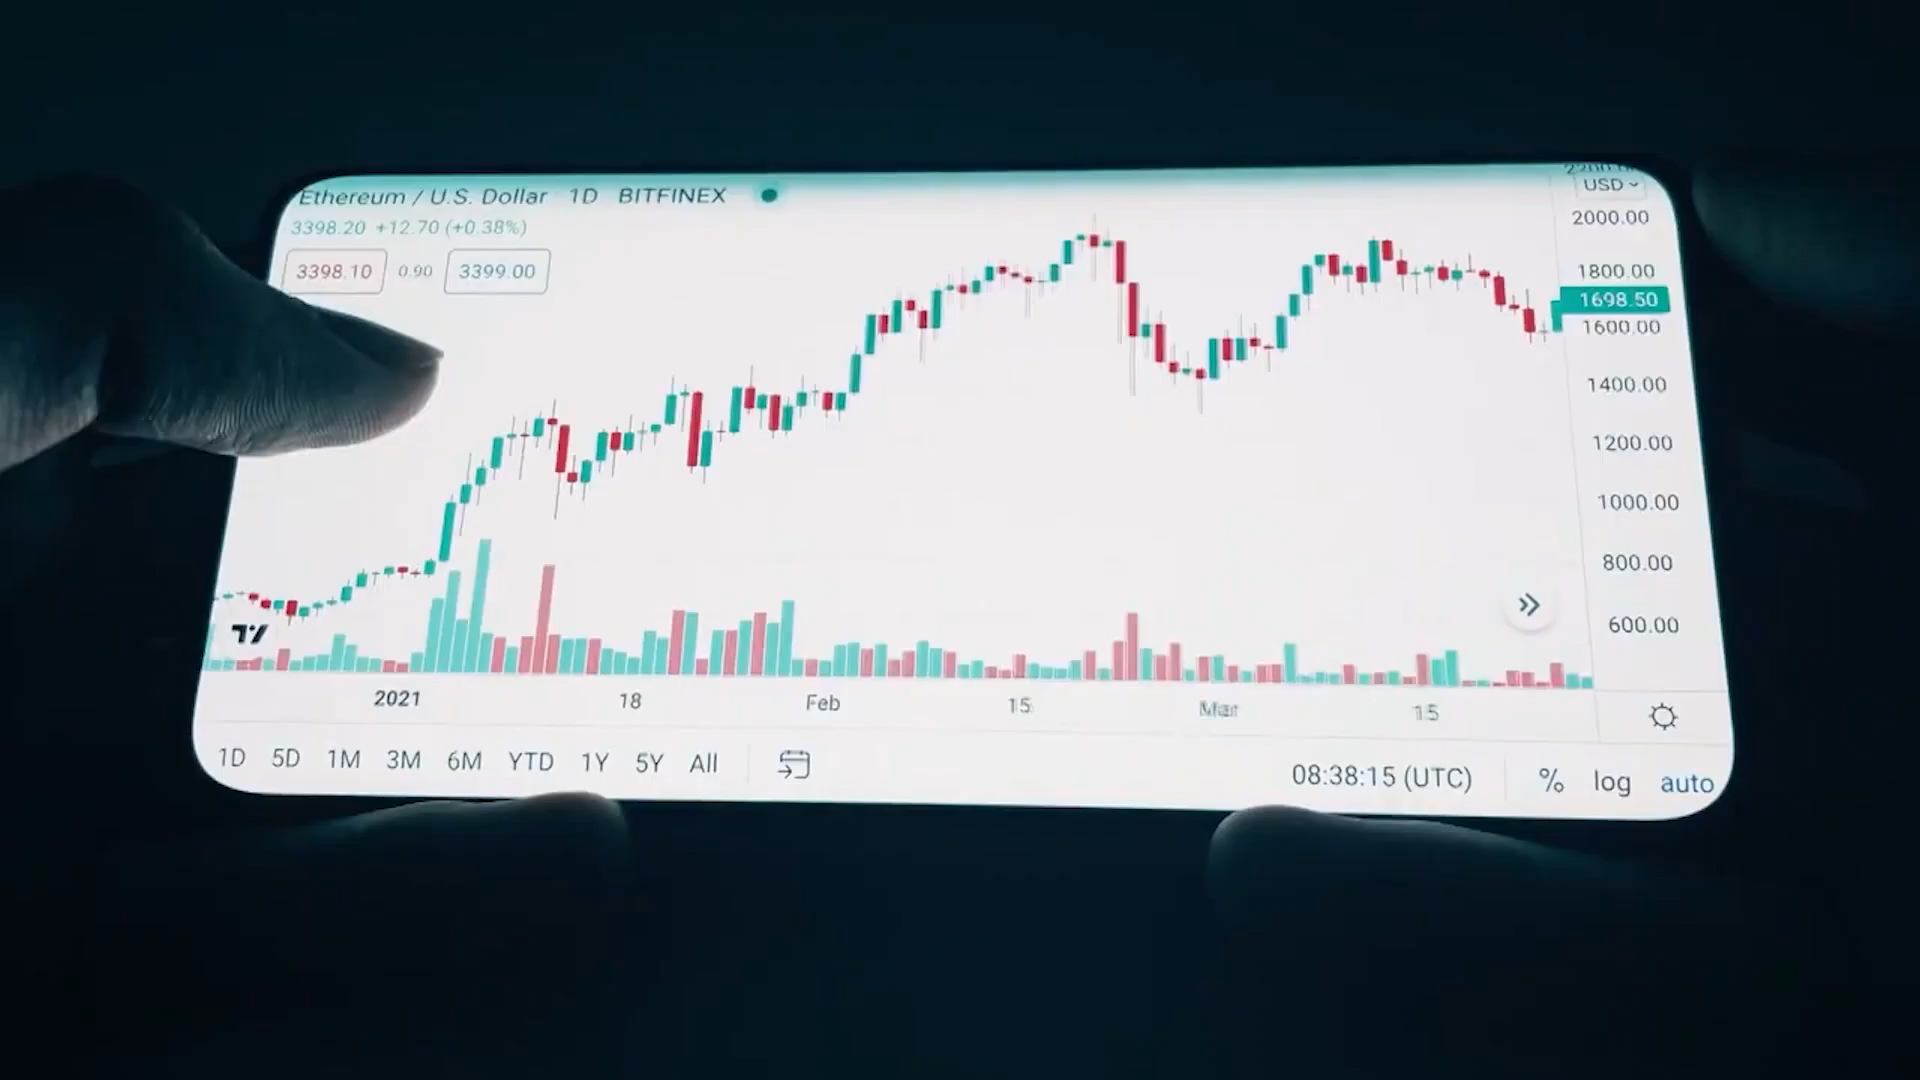 Ethereum / U.S. Dollar 1D BITFINEX
3398.20 +12.70 (+0.38%)
3398.10 0.90 3399.00
USD
2000.00
1800.00
1698.50
1600.00
1400.00
1200.00
1000.00
800.00
600.00
2021 18 Feb 15 Mar 15
1D 5D 1M 3M 6M YTD 1Y 5Y All
08:38:15 (UTC) % log auto